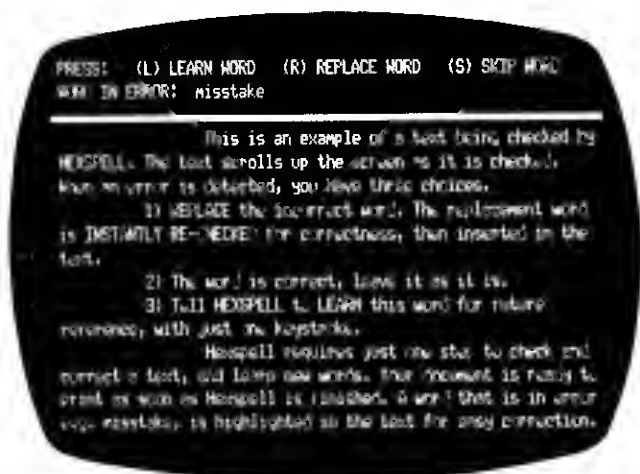 PRESS: (L) LEARN WORD (R) REPLACE WORD (S) SKIP WORD
WORD IN ERROR: misstake
This is an example of a text being checked by
HEXSPELL. The text scrolls up the screen as it is checked.
When an error is detected, you have three choices.
1) REPLACE the incorrect word. The replacement word
is INSTANTLY RE-CHECKED for correctness, then inserted in the
text.
2) The word is correct, leave it as it is.
3) Tell HEXSPELL to LEARN this word for future
reference, with just one keystroke.
Hexspell requires just one step to check and
correct a text, and learn new words. Your document is ready to
print as soon as Hexspell is finished. A word that is in error
misstake, is highlighted in the text for easy correction.